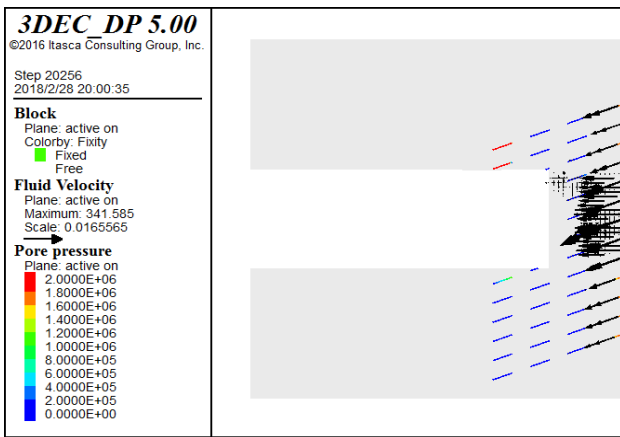 3DEC_DP 5.00
©2016 Itasca Consulting Group, Inc.
Step 20256
2018/2/28 20:00:35
Block
Plane: active on
Colorby: Fixity
Fixed
Free
Fluid Velocity
Plane: active on
Maximum: 341.585
Scale: 0.0165565
Pore pressure
Plane: active on
2.0000E+06
1.8000E+06
1.6000E+06
1.4000E+06
1.2000E+06
1.0000E+06
8.0000E+05
6.0000E+05
4.0000E+05
2.0000E+05
0.0000E+00